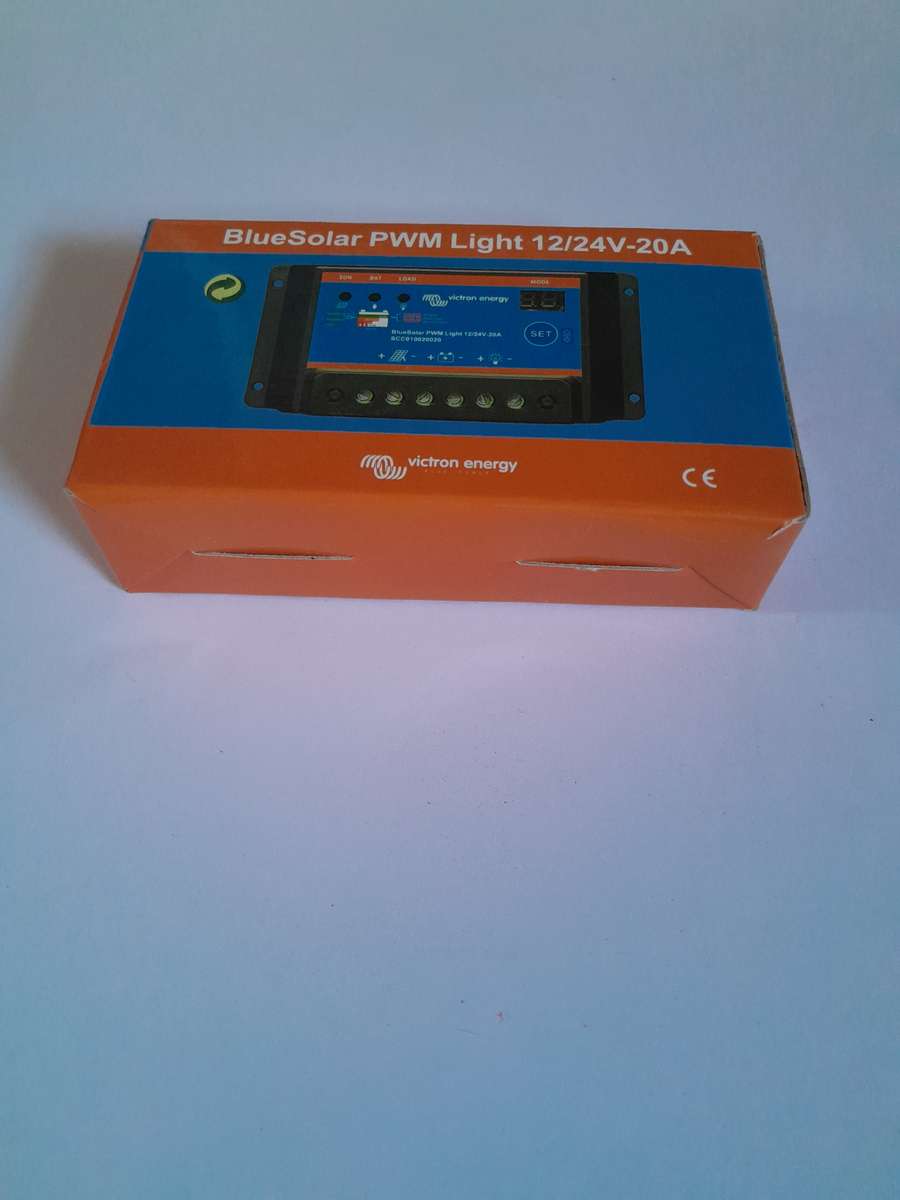 BlueSolar PWM Light 12/24V-20A
SUN BAT LOAD MODE
victron energy
SET
BlueSolar PWM Light 12/24V-20A
SCC010020020
+ - + - + -
victron energy
CE